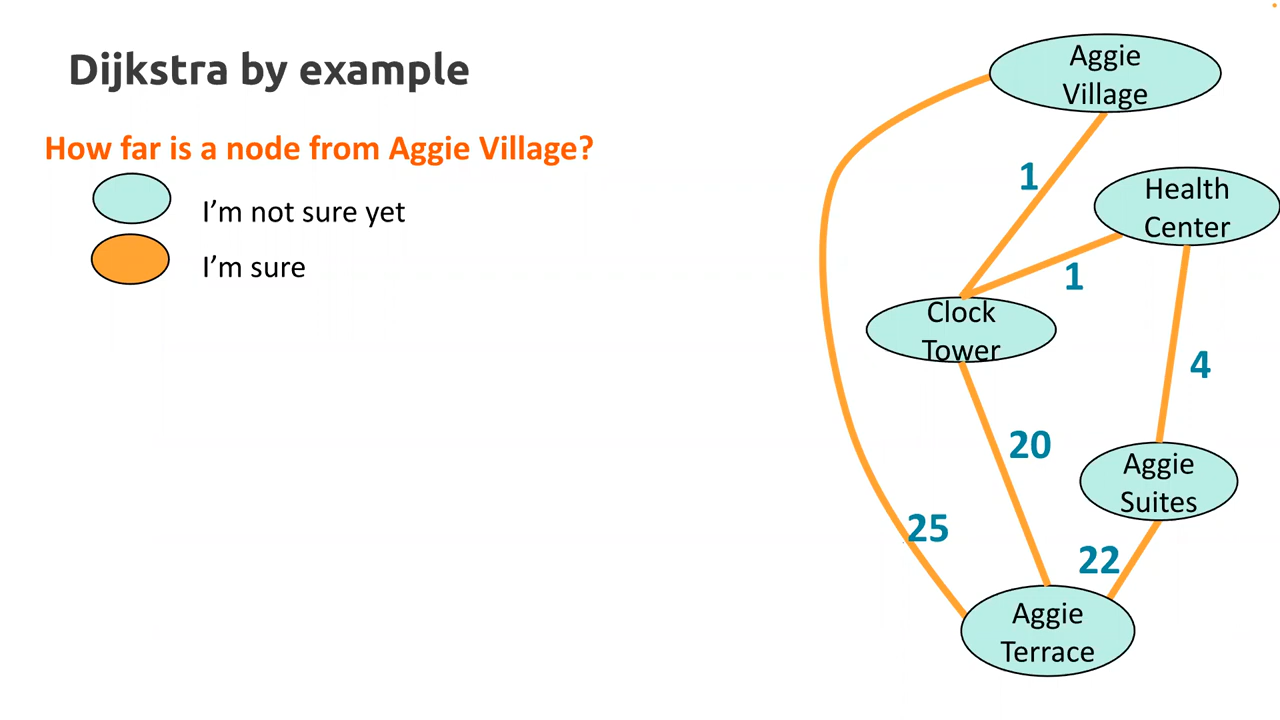 Dijkstra by example
How far is a node from Aggie Village?
I'm not sure yet
I'm sure
Aggie
Village
1
Health
Center
1
Clock
Tower
4
20
Aggie
Suites
25
22
Aggie
Terrace